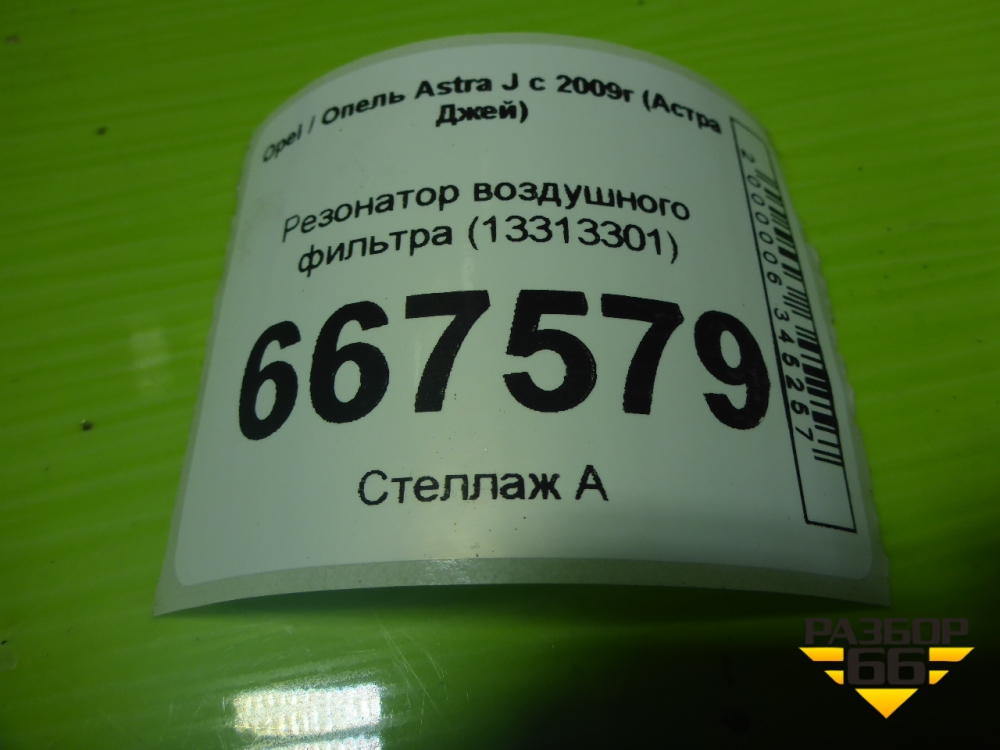 Opel / Опель Astra J с 2009г (Астра
Джей)
Резонатор воздушного
фильтра (13313301)
667579
Стеллаж А
2000006345267
РАЗБОР
66